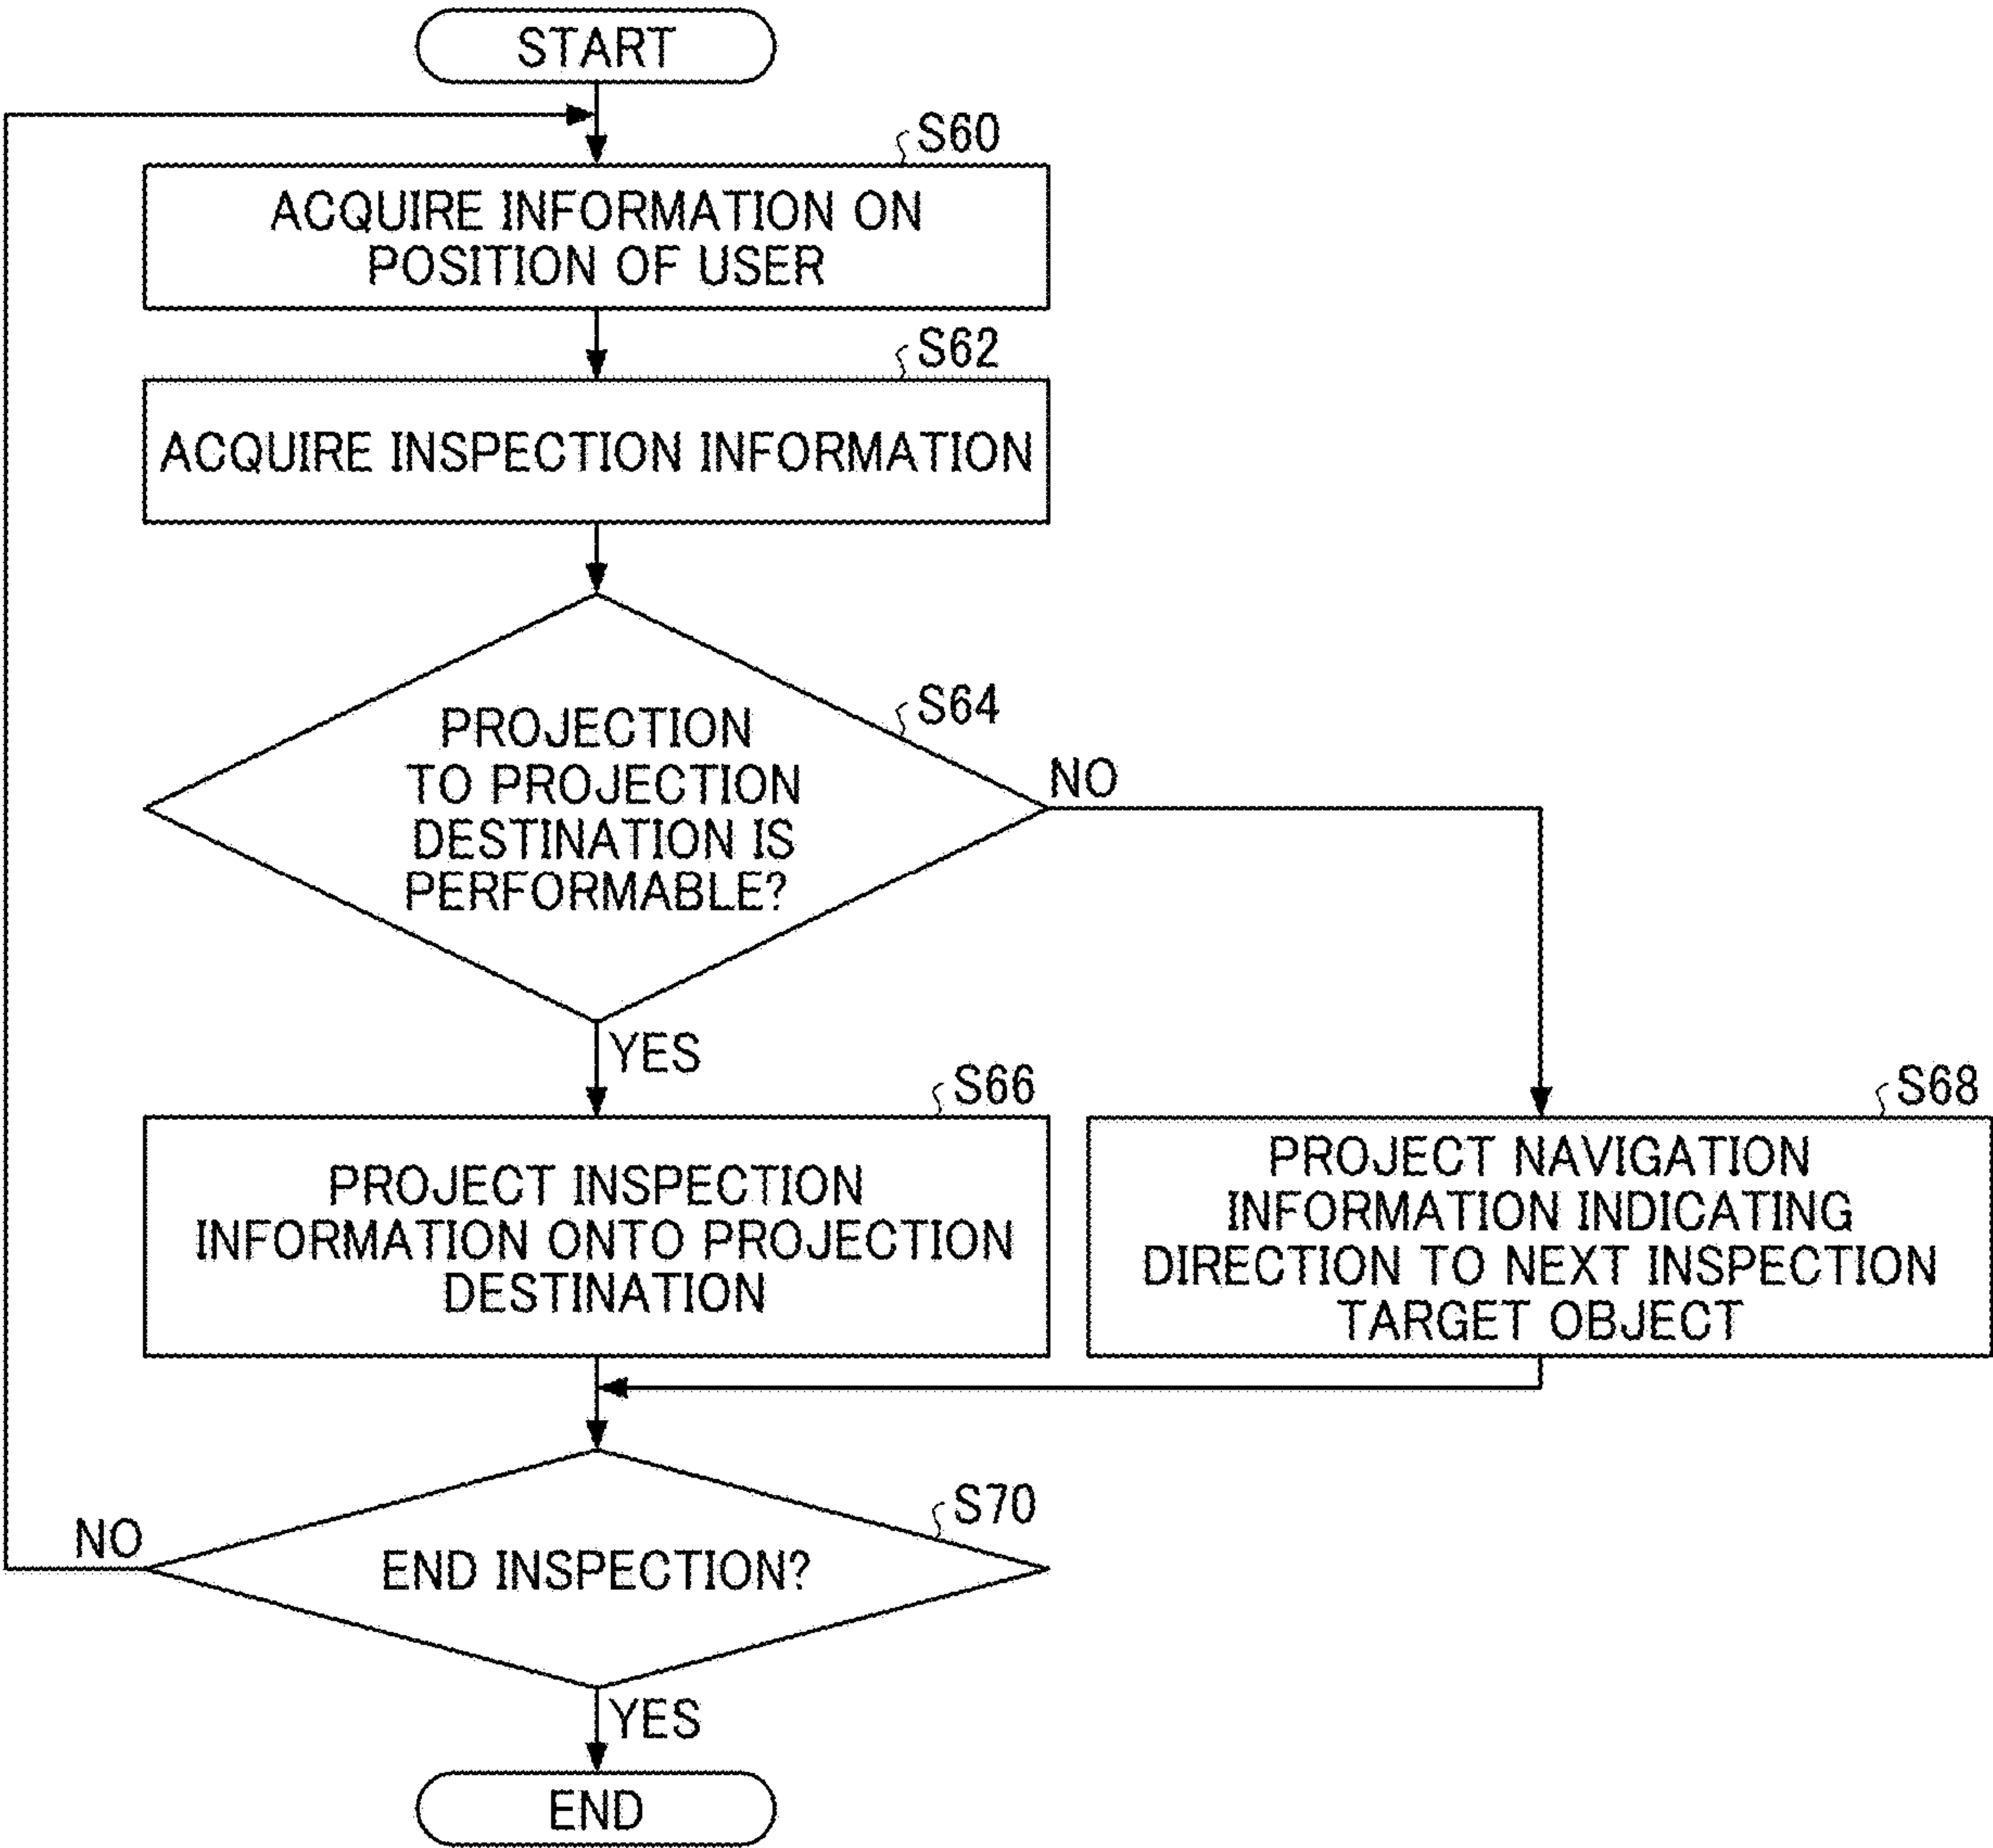 START
S60
ACQUIRE INFORMATION ON
POSITION OF USER
S62
ACQUIRE INSPECTION INFORMATION
S64
PROJECTION
TO PROJECTION
DESTINATION IS
PERFORMABLE?
NO
YES
S66
PROJECT INSPECTION
INFORMATION ONTO PROJECTION
DESTINATION
S68
PROJECT NAVIGATION
INFORMATION INDICATING
DIRECTION TO NEXT INSPECTION
TARGET OBJECT
S70
END INSPECTION?
NO
YES
END